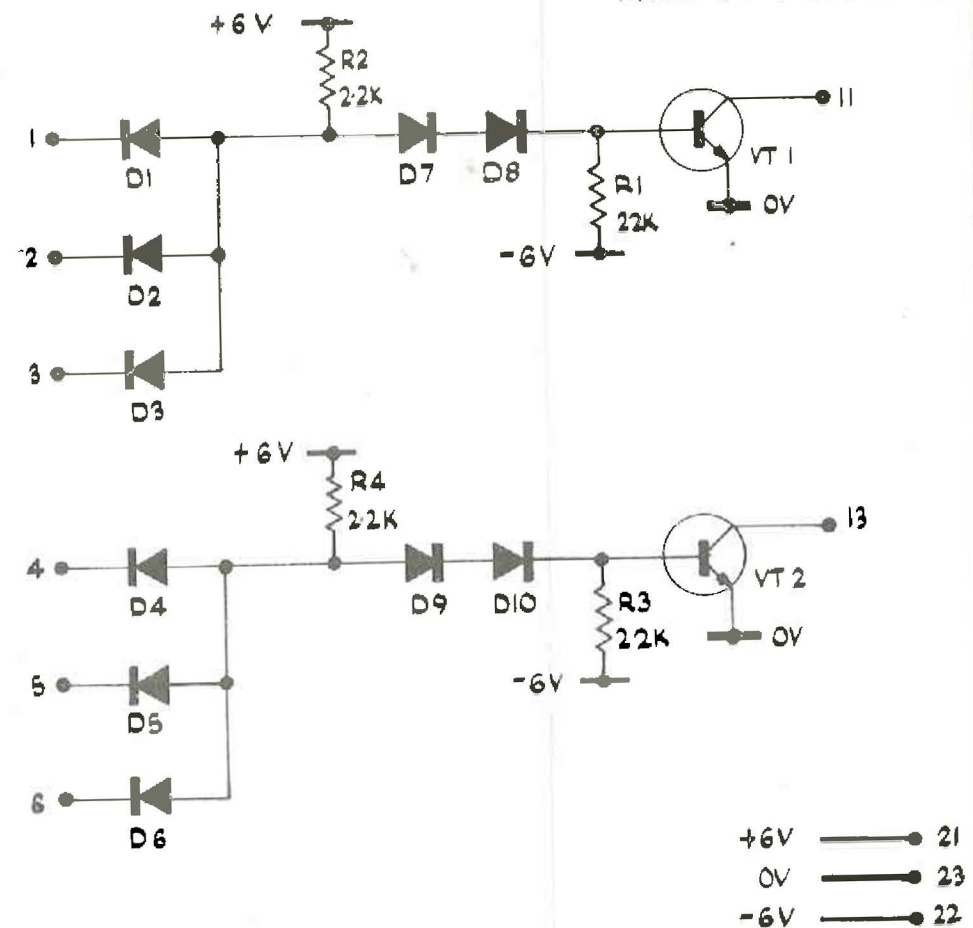 +6V
R2
2.2K
1
D1
D7
D8
11
VT1
R1
22K
0V
2
D2
-6V
3
D3
+6V
R4
2.2K
4
D4
D9
D10
13
VT2
R3
22K
0V
5
D5
-6V
6
D6
+6V 21
0V 23
-6V 22